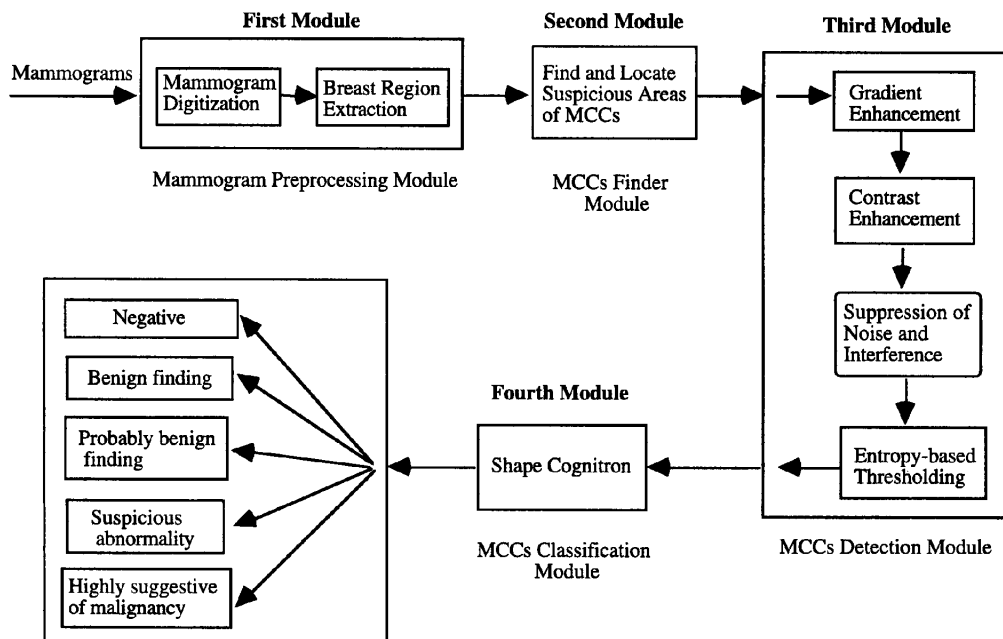 First Module
Second Module
Third Module
Mammograms
Mammogram
Digitization
Breast Region
Extraction
Mammogram Preprocessing Module
Find and Locate
Suspicious Areas
of MCCs
MCCs Finder
Module
Gradient
Enhancement
Contrast
Enhancement
Suppression of
Noise and
Interference
Entropy-based
Thresholding
MCCs Detection Module
Fourth Module
Shape Cognitron
MCCs Classification
Module
Negative
Benign finding
Probably benign
finding
Suspicious
abnormality
Highly suggestive
of malignancy